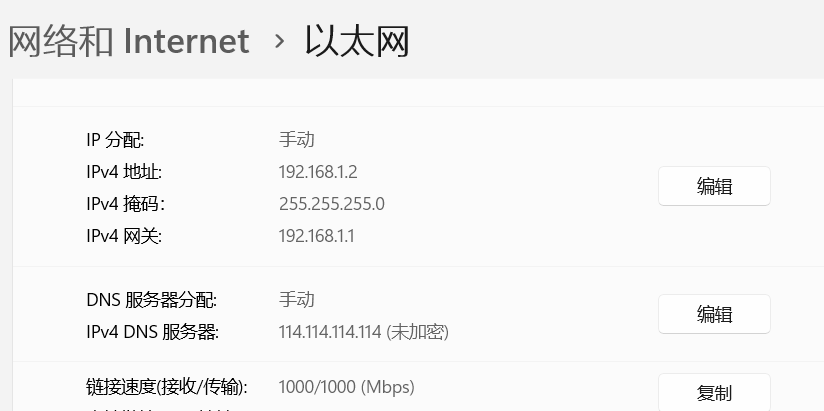 网络和 Internet › 以太网
IP 分配: 手动
IPv4 地址: 192.168.1.2
IPv4 掩码： 255.255.255.0
编辑
IPv4 网关: 192.168.1.1
DNS 服务器分配: 手动
编辑
IPv4 DNS 服务器: 114.114.114.114 (未加密)
链接速度(接收/传输): 1000/1000 (Mbps)
复制